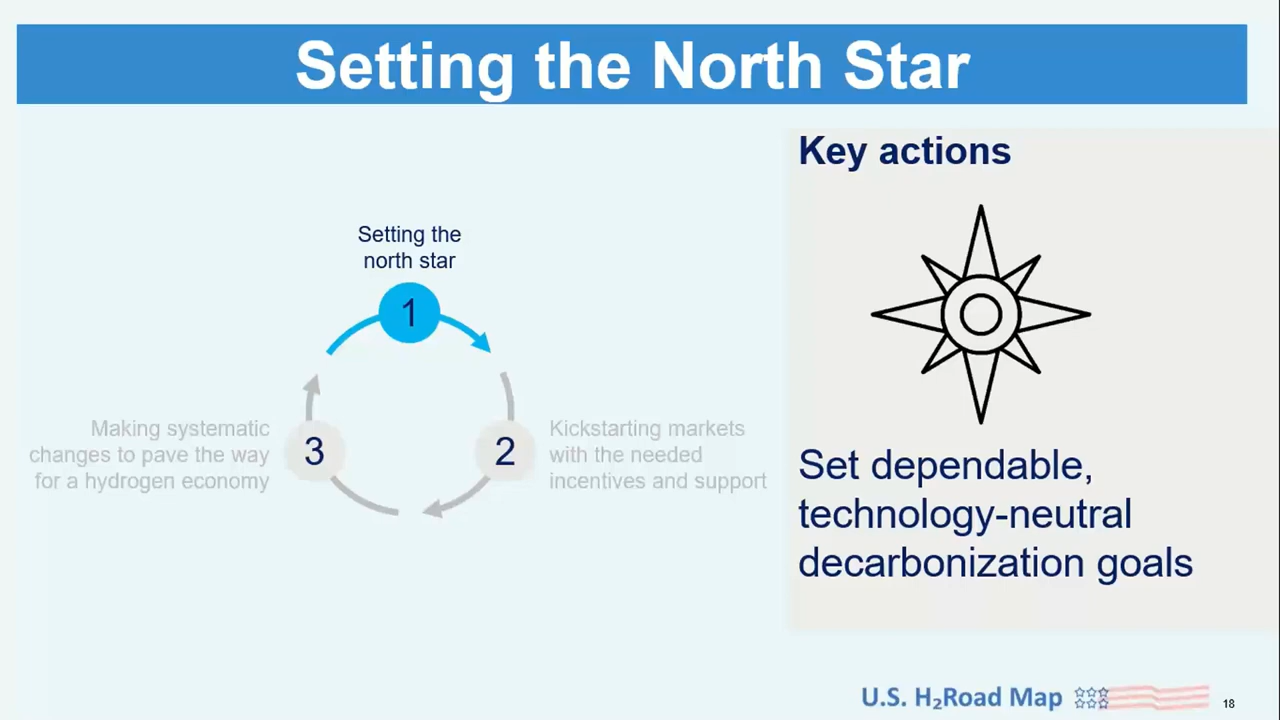 Setting the North Star
Setting the
north star
1
Making systematic
changes to pave the way
for a hydrogen economy
3
2
Kickstarting markets
with the needed
incentives and support
Key actions
Set dependable,
technology-neutral
decarbonization goals
U.S. H₂Road Map
18